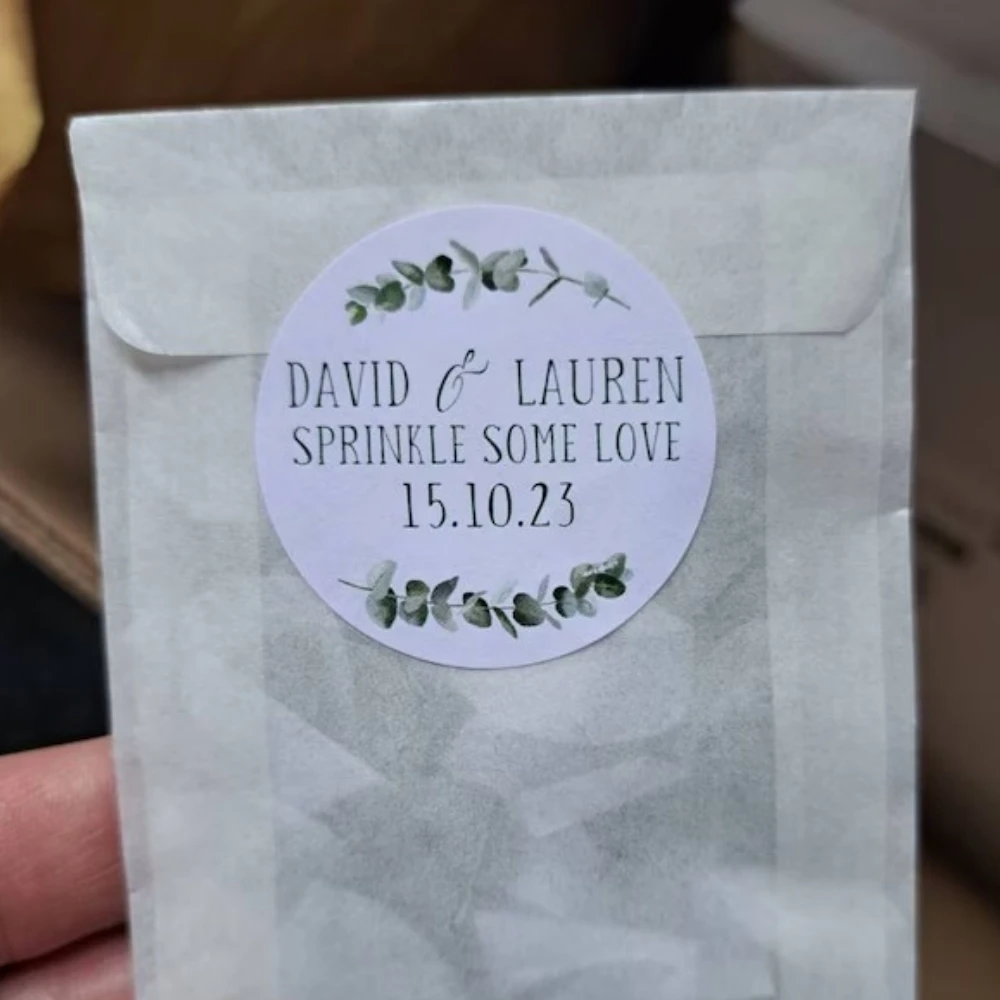 DAVID & LAUREN
SPRINKLE SOME LOVE
15.10.23